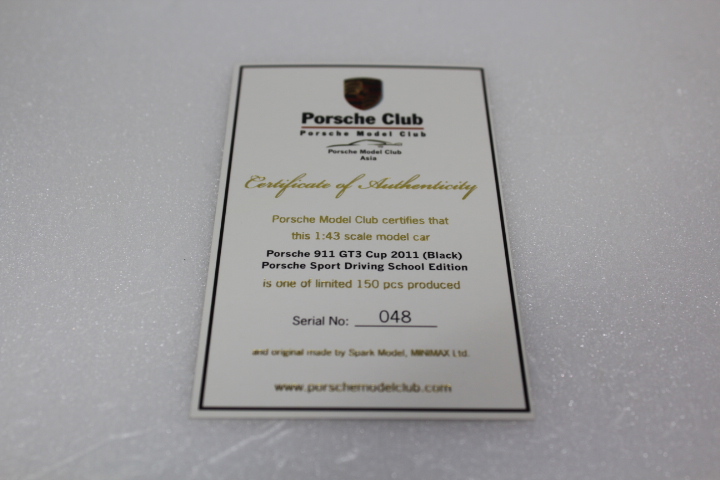 Porsche Club
Porsche Model Club
Porsche Model Club
Asia
Certificate of Authenticity
Porsche Model Club certifies that
this 1:43 scale model car
Porsche 911 GT3 Cup 2011 (Black)
Porsche Sport Driving School Edition
is one of limited 150 pcs produced
Serial No: 048
and original made by Spark Model, MINIMAX Ltd.
www.porschemodelclub.com